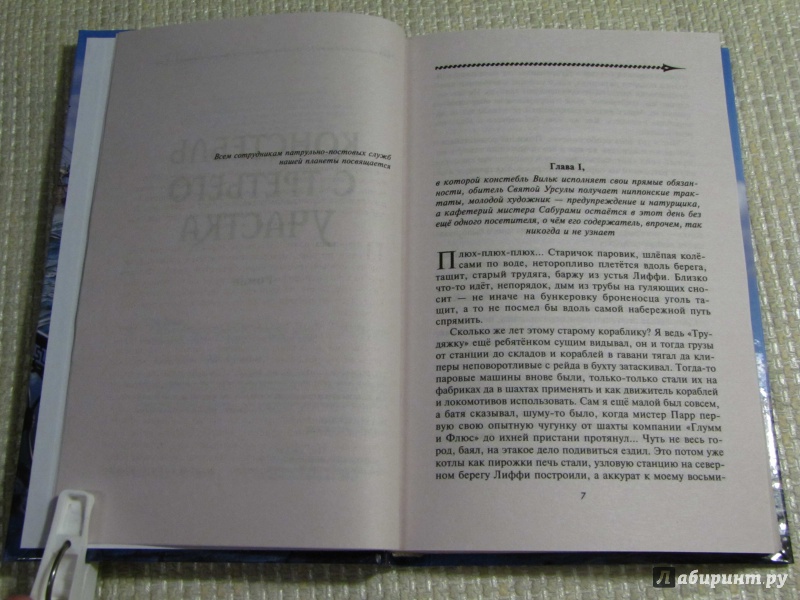 Всем сотрудникам патрульно-постовых служб
нашей планеты посвящается
КОНСТЕБЛЬ
С ТРЕТЬЕГО
УЧАСТКА
Глава 1,
в которой констебль Вильк исполняет свои прямые обязан-
ности, обитель Святой Урсулы получает ниппонские трак-
таты, молодой художник — предупреждение и натурщика,
а кафетерий мистера Сабурами остаётся в этот день без
ещё одного посетителя, о чём его содержатель, впрочем, так
никогда и не узнает
Плюх-плюх-плюх... Старичок паровик, шлёпая колё-
сами по воде, неторопливо плетётся вдоль берега,
тащит, старый трудяга, баржу из устья Лиффи. Близко
что-то идёт, непорядок, дым из трубы на гуляющих сно-
сит — не иначе на бункеровку броненосца уголь та-
щит, а то не посмел бы вдоль самой набережной путь
спрямить.
Сколько же лет этому старому кораблику? Я ведь «Тру-
дяжку» ещё ребятёнком сущим видывал, он и тогда грузы
от станции до складов и кораблей в гавани тягал да кли-
перы неповоротливые с рейда в бухту затаскивал. Тогда-то
паровые машины внове были, только-только стали их на
фабриках да в шахтах применять и как движитель кораблей
и локомотивов использовать. Сам я ещё малой был совсем,
а батя сказывал, шуму-то было, когда мистер Парр пер-
вую свою опытную чугунку от шахты компании «Глумм
и Флюс» до ихней пристани протянул... Чуть не весь го-
род, баял, на этакое дело подивиться ездил. Это потом уже
котлы как пирожки печь стали, узловую станцию на север-
ном берегу Лиффи построили, а аккурат к моему восьми-
7
Лабиринт.ру